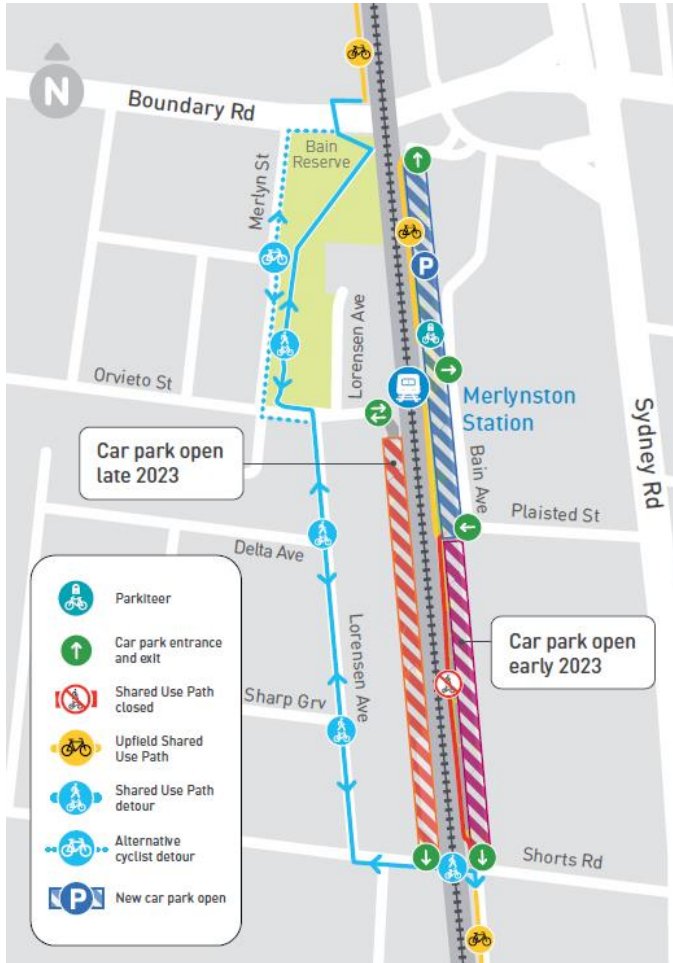 N
Boundary Rd
Bain
Reserve
Merlyn St
P
Lorensen Ave
Orvieto St
Merlynston
Station
Sydney Rd
Car park open
late 2023
Bain Ave
Plaisted St
Delta Ave
Lorensen Ave
Car park open
early 2023
Sharp Grv
Shorts Rd
Parkiteer
Car park entrance
and exit
Shared Use Path
closed
Upfield Shared
Use Path
Shared Use Path
detour
Alternative
cyclist detour
P
New car park open